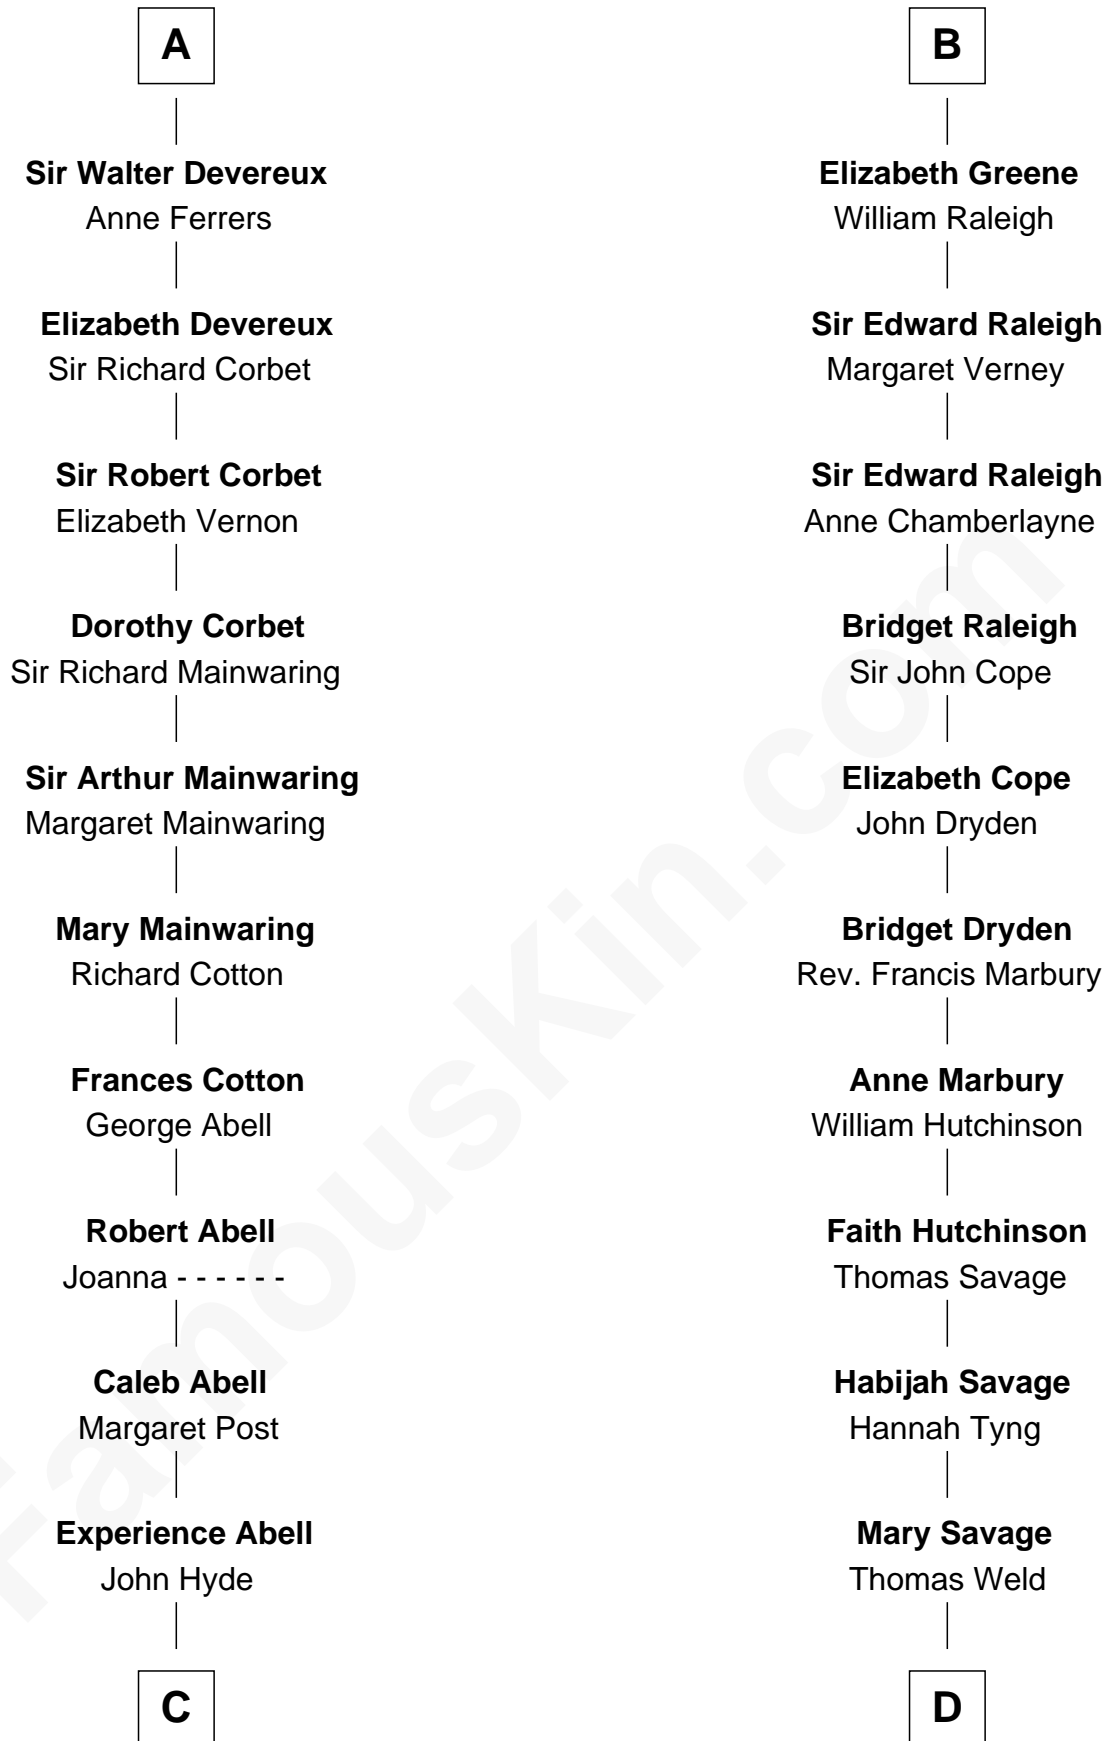 A
Sir Walter Devereux
Anne Ferrers
Elizabeth Devereux
Sir Richard Corbet
Sir Robert Corbet
Elizabeth Vernon
Dorothy Corbet
Sir Richard Mainwaring
Sir Arthur Mainwaring
Margaret Mainwaring
Mary Mainwaring
Richard Cotton
Frances Cotton
George Abell
Robert Abell
Joanna - - - - - -
Caleb Abell
Margaret Post
Experience Abell
John Hyde
C
B
Elizabeth Greene
William Raleigh
Sir Edward Raleigh
Margaret Verney
Sir Edward Raleigh
Anne Chamberlayne
Bridget Raleigh
Sir John Cope
Elizabeth Cope
John Dryden
Bridget Dryden
Rev. Francis Marbury
Anne Marbury
William Hutchinson
Faith Hutchinson
Thomas Savage
Habijah Savage
Hannah Tyng
Mary Savage
Thomas Weld
D
FamousKin.com